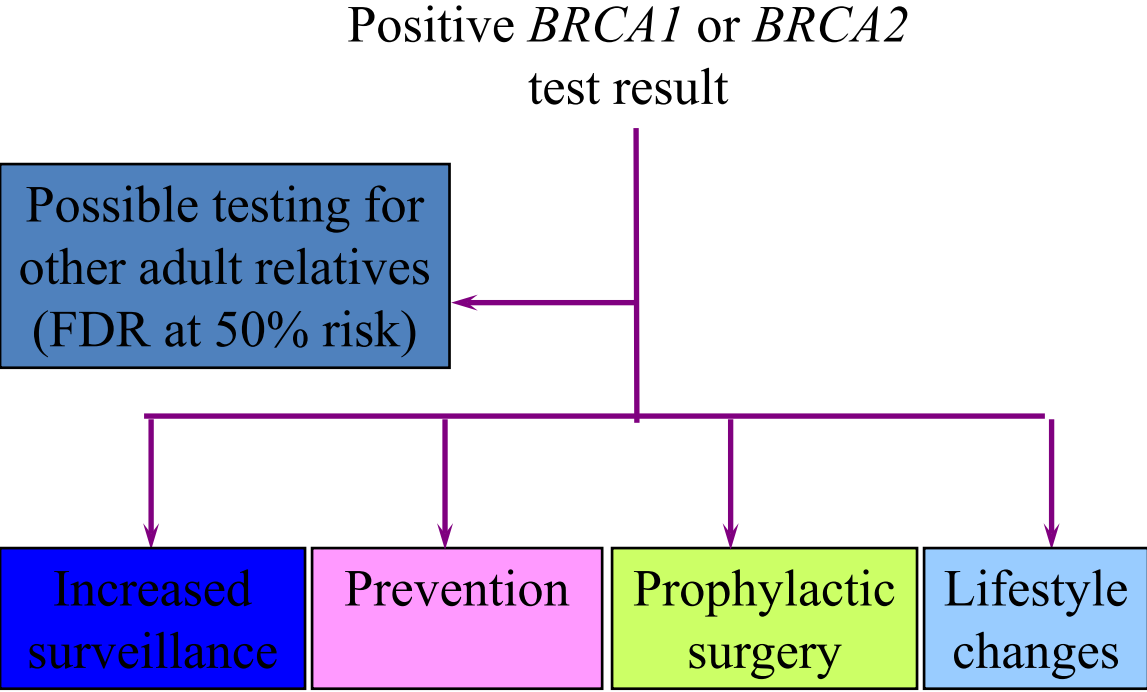 Positive BRCA1 or BRCA2
test result
Possible testing for
other adult relatives
(FDR at 50% risk)
Increased
surveillance
Prevention
Prophylactic
surgery
Lifestyle
changes